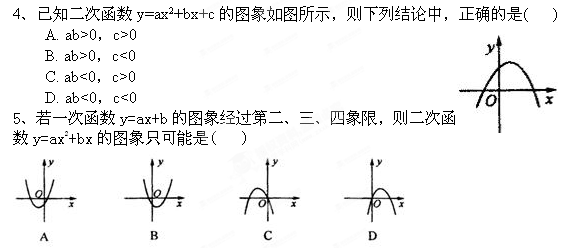 4、已知二次函数 y=ax²+bx+c 的图象如图所示，则下列结论中，正确的是(    )
A. ab>0，c>0
B. ab>0，c<0
C. ab<0，c>0
D. ab<0，c<0
y
O
x
5、若一次函数 y=ax+b 的图象经过第二、三、四象限，则二次函
数 y=ax²+bx 的图象只可能是(    )
y
O
x
A
y
O
x
B
y
O
x
C
y
O
x
D